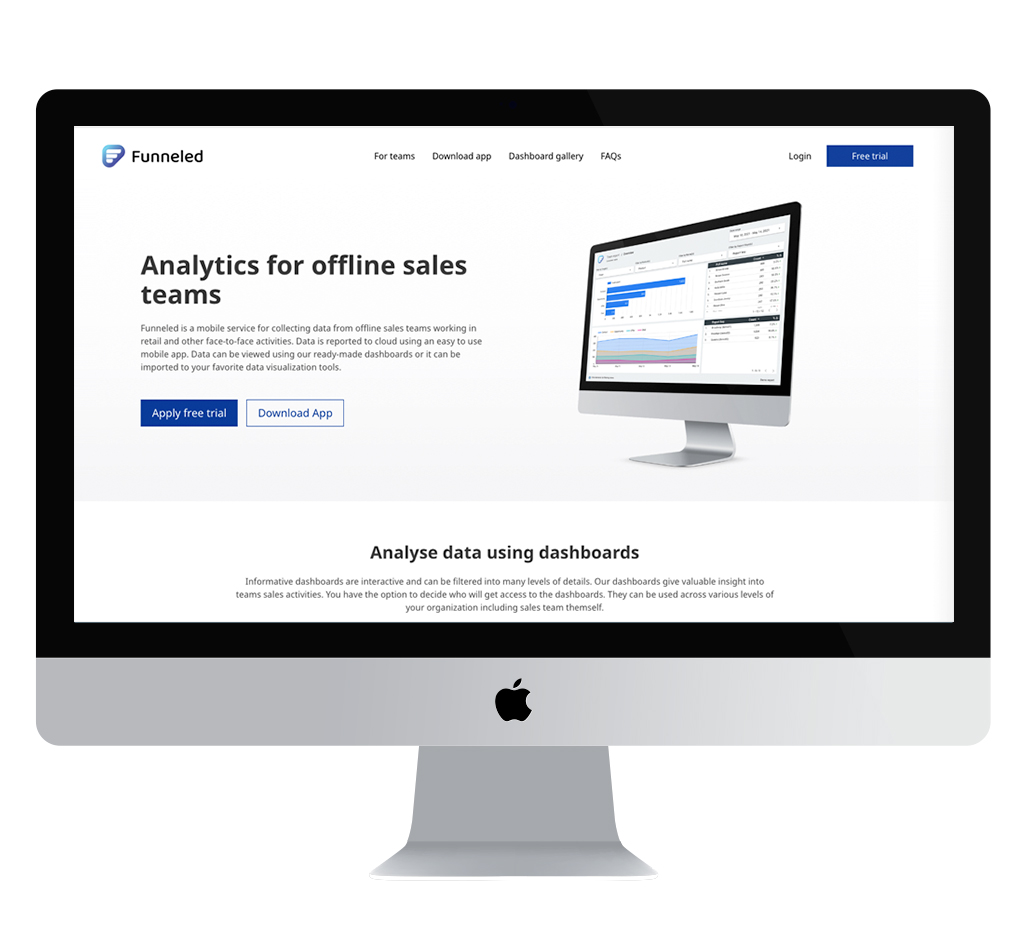 Funneled
For teams
Download app
Dashboard gallery
FAQs
Login
Free trial
Analytics for offline sales
teams
Funneled is a mobile service for collecting data from offline sales teams working in
retail and other face-to-face activities. Data is reported to cloud using an easy to use
mobile app. Data can be viewed using our ready-made dashboards or it can be
imported to your favorite data visualization tools.
Apply free trial
Download App
Analyse data using dashboards
Informative dashboards are interactive and can be filtered into many levels of details. Our dashboards give valuable insight into
teams sales activities. You have the option to decide who will get access to the dashboards. They can be used across various levels of
your organization including sales team themself.